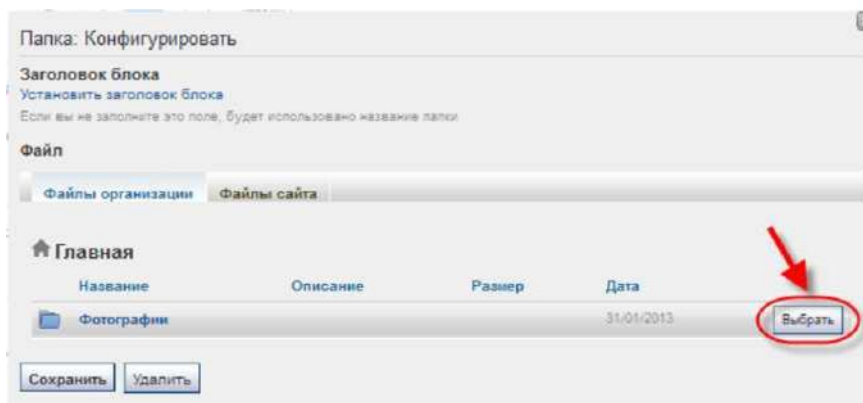 Папка: Конфигурировать
Заголовок блока
Установить заголовок блока
Если вы не заполните это поле, будет использовано название папки
Файл
Файлы организации Файлы сайта
Главная
Название Описание Размер Дата
Фотографии 31/01/2013 Выбрать
Сохранить Удалить